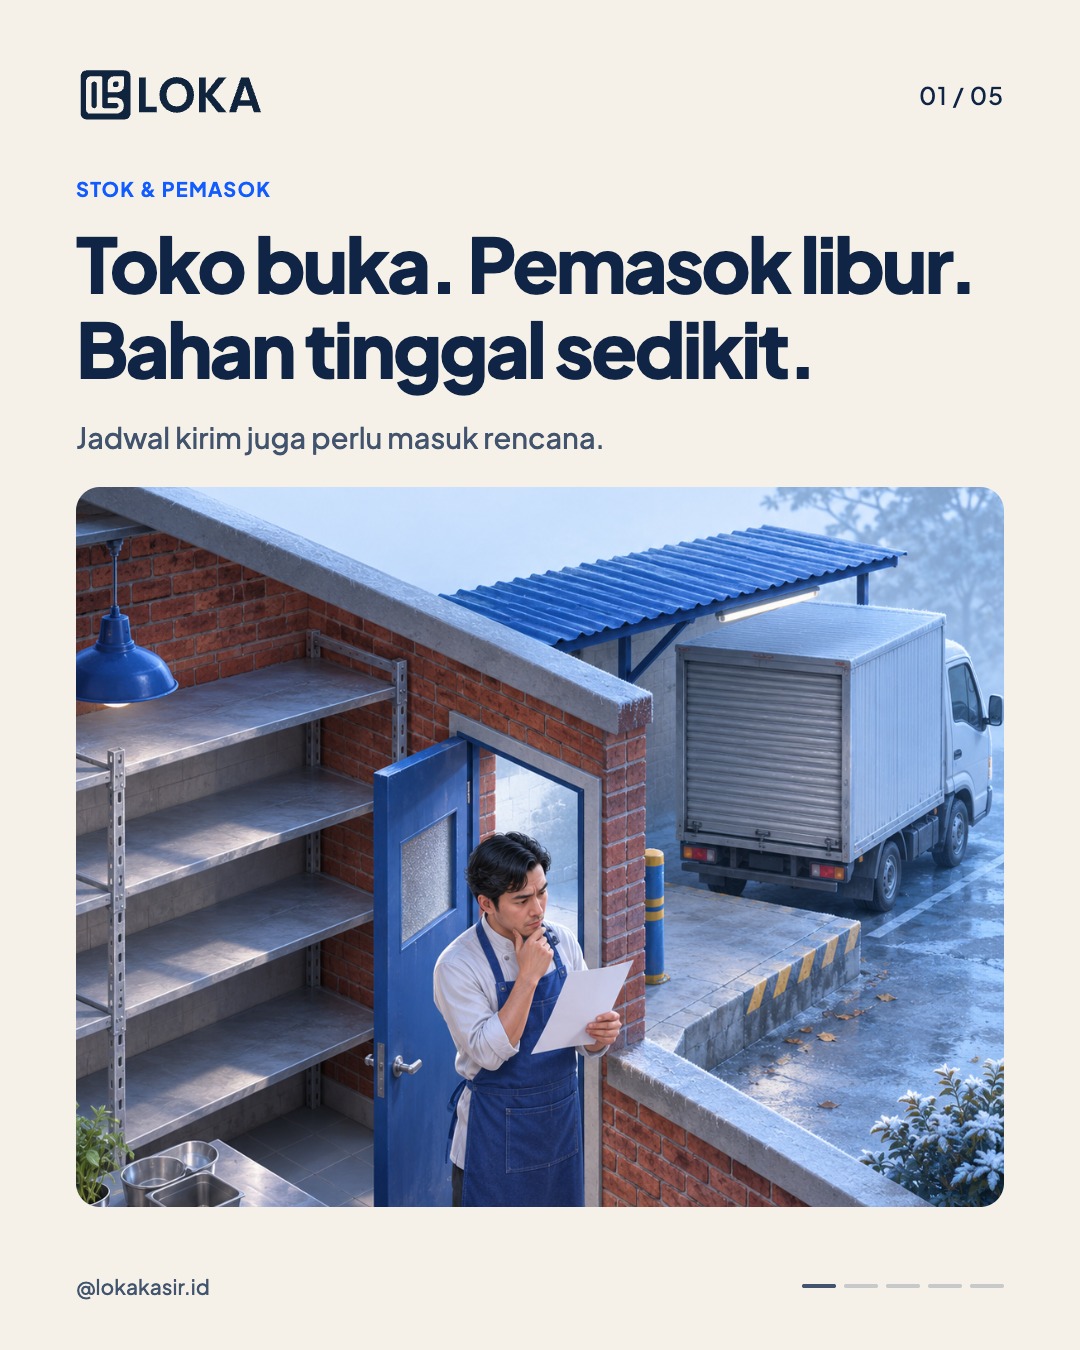 LOKA
01 / 05
STOK & PEMASOK
Toko buka. Pemasok libur.
Bahan tinggal sedikit.
Jadwal kirim juga perlu masuk rencana.
@lokakasir.id